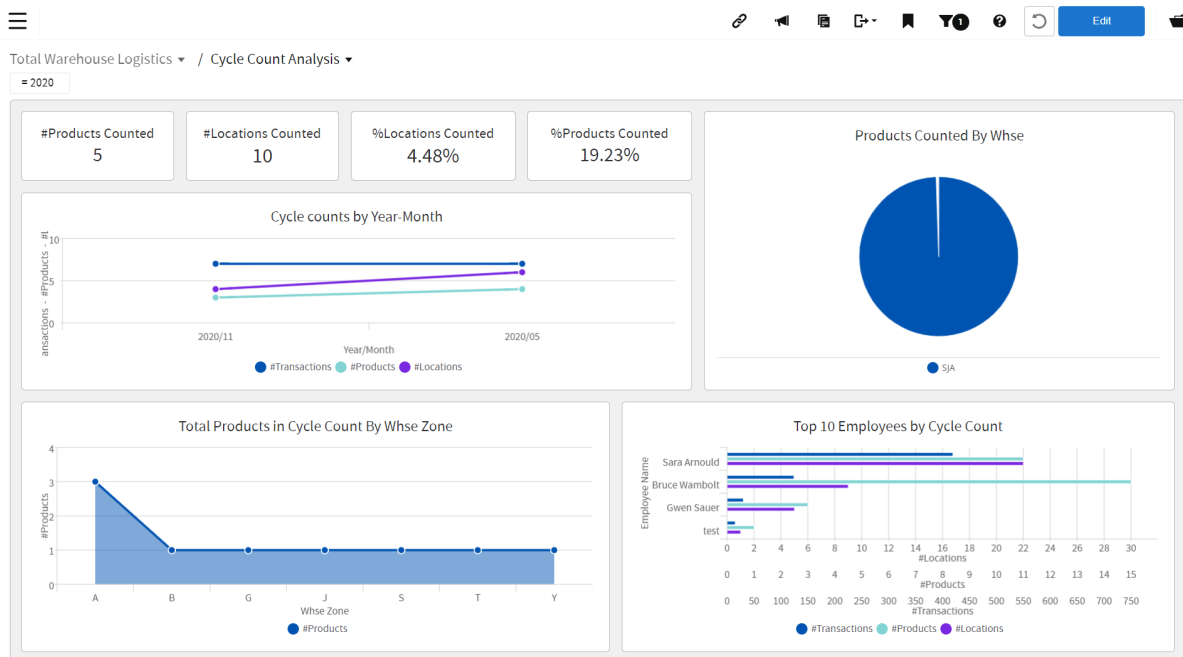 1
Edit
Total Warehouse Logistics / Cycle Count Analysis
= 2020
#Products Counted
5
#Locations Counted
10
%Locations Counted
4.48%
%Products Counted
19.23%
Products Counted By Whse
SJA
Cycle counts by Year-Month
ansactions - #Products - #L
10
5
0
2020/11 2020/05
Year/Month
#Transactions #Products #Locations
Total Products in Cycle Count By Whse Zone
#Products
4
3
2
1
0
A B G J S T Y
Whse Zone
#Products
Top 10 Employees by Cycle Count
Employee Name
Sara Arnould
Bruce Wambolt
Gwen Sauer
test
0 2 4 6 8 10 12 14 16 18 20 22 24 26 28 30
#Locations
0 1 2 3 4 5 6 7 8 9 10 11 12 13 14 15
#Products
0 50 100 150 200 250 300 350 400 450 500 550 600 650 700 750
#Transactions
#Transactions #Products #Locations